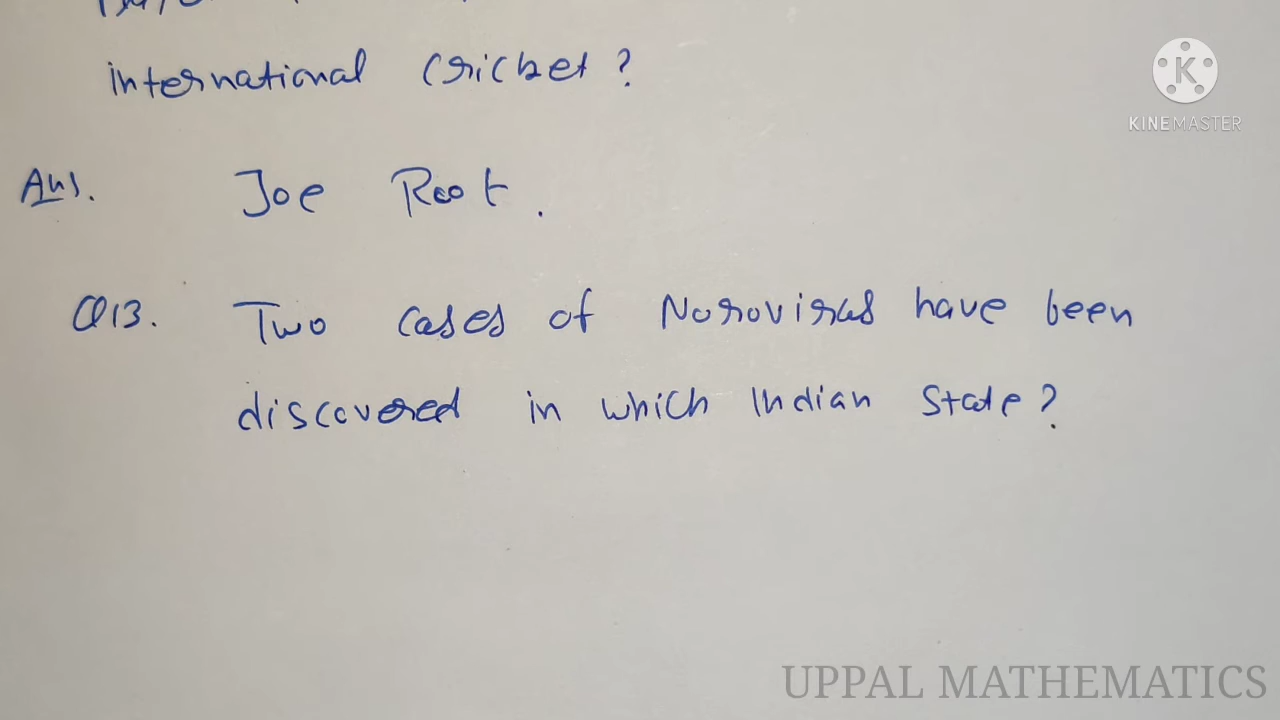 international cricket?
KINEMASTER
Ans. Joe Root.
Q13. Two cases of Norovirus have been
discovered in which Indian State?
UPPAL MATHEMATICS